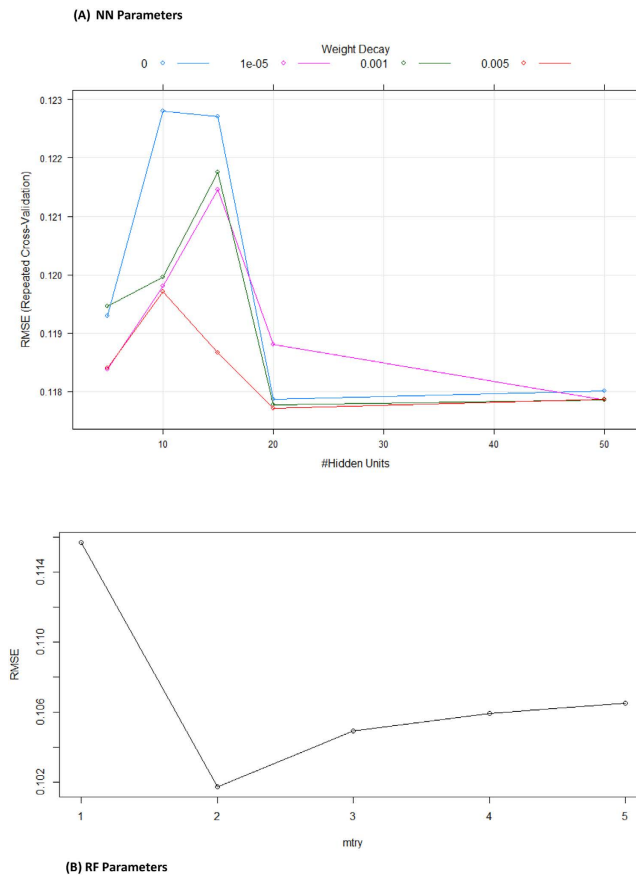 (A) NN Parameters
Weight Decay
0 1e-05 0.001 0.005
0.123
0.122
0.121
0.120
0.119
0.118
RMSE (Repeated Cross-Validation)
10 20 30 40 50
#Hidden Units
0.114
0.110
0.106
0.102
RMSE
1 2 3 4 5
mtry
(B) RF Parameters